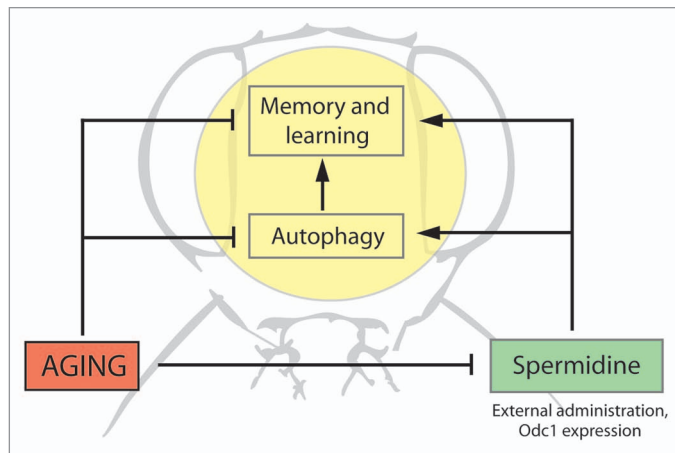 Memory and
learning
Autophagy
AGING
Spermidine
External administration,
Odc1 expression